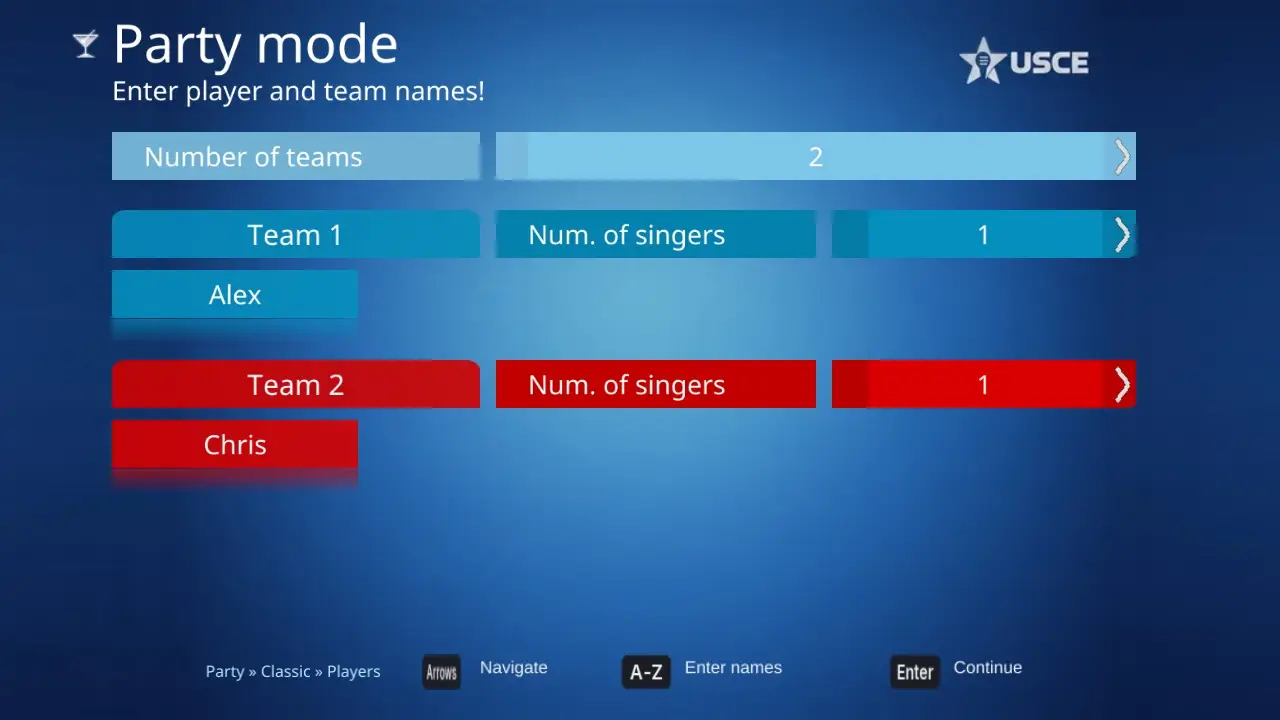 Party mode
Enter player and team names!
USCE
Number of teams 2
Team 1 Num. of singers 1
Alex
Team 2 Num. of singers 1
Chris
Party » Classic » Players Arrows Navigate A-Z Enter names Enter Continue